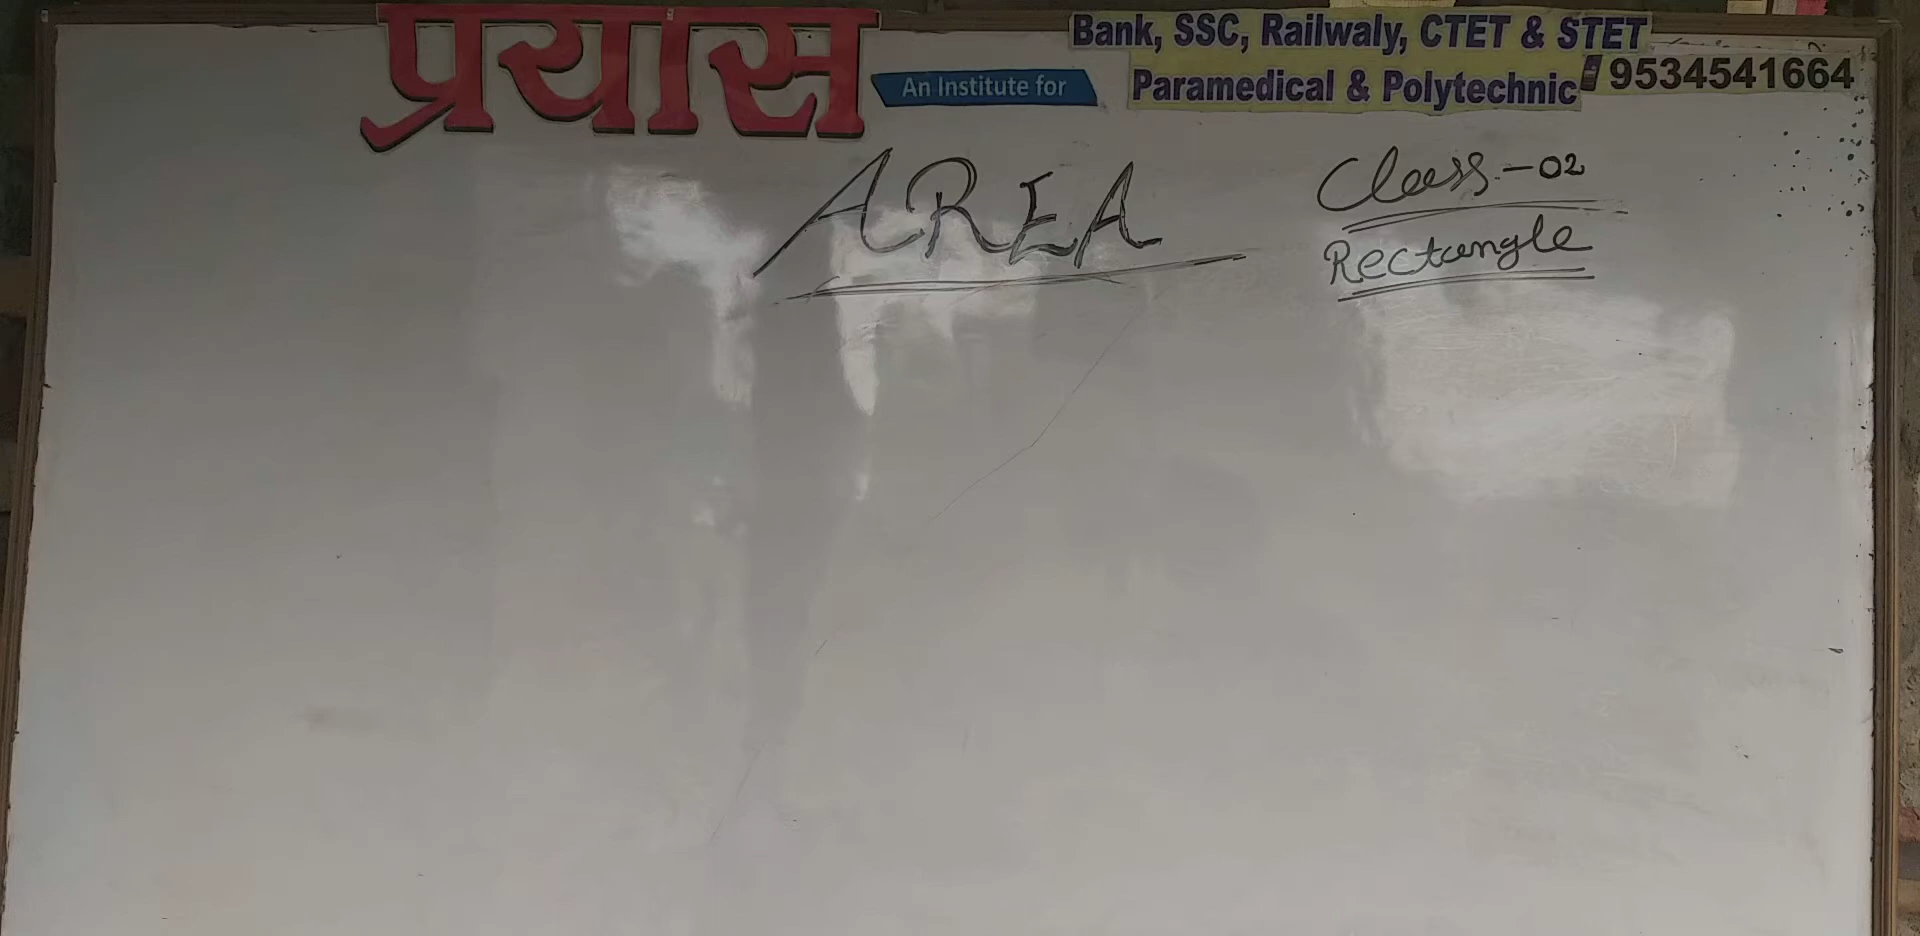 प्रयास
An Institute for
Bank, SSC, Railwaly, CTET & STET
Paramedical & Polytechnic
9534541664
AREA
Class-02
Rectangle